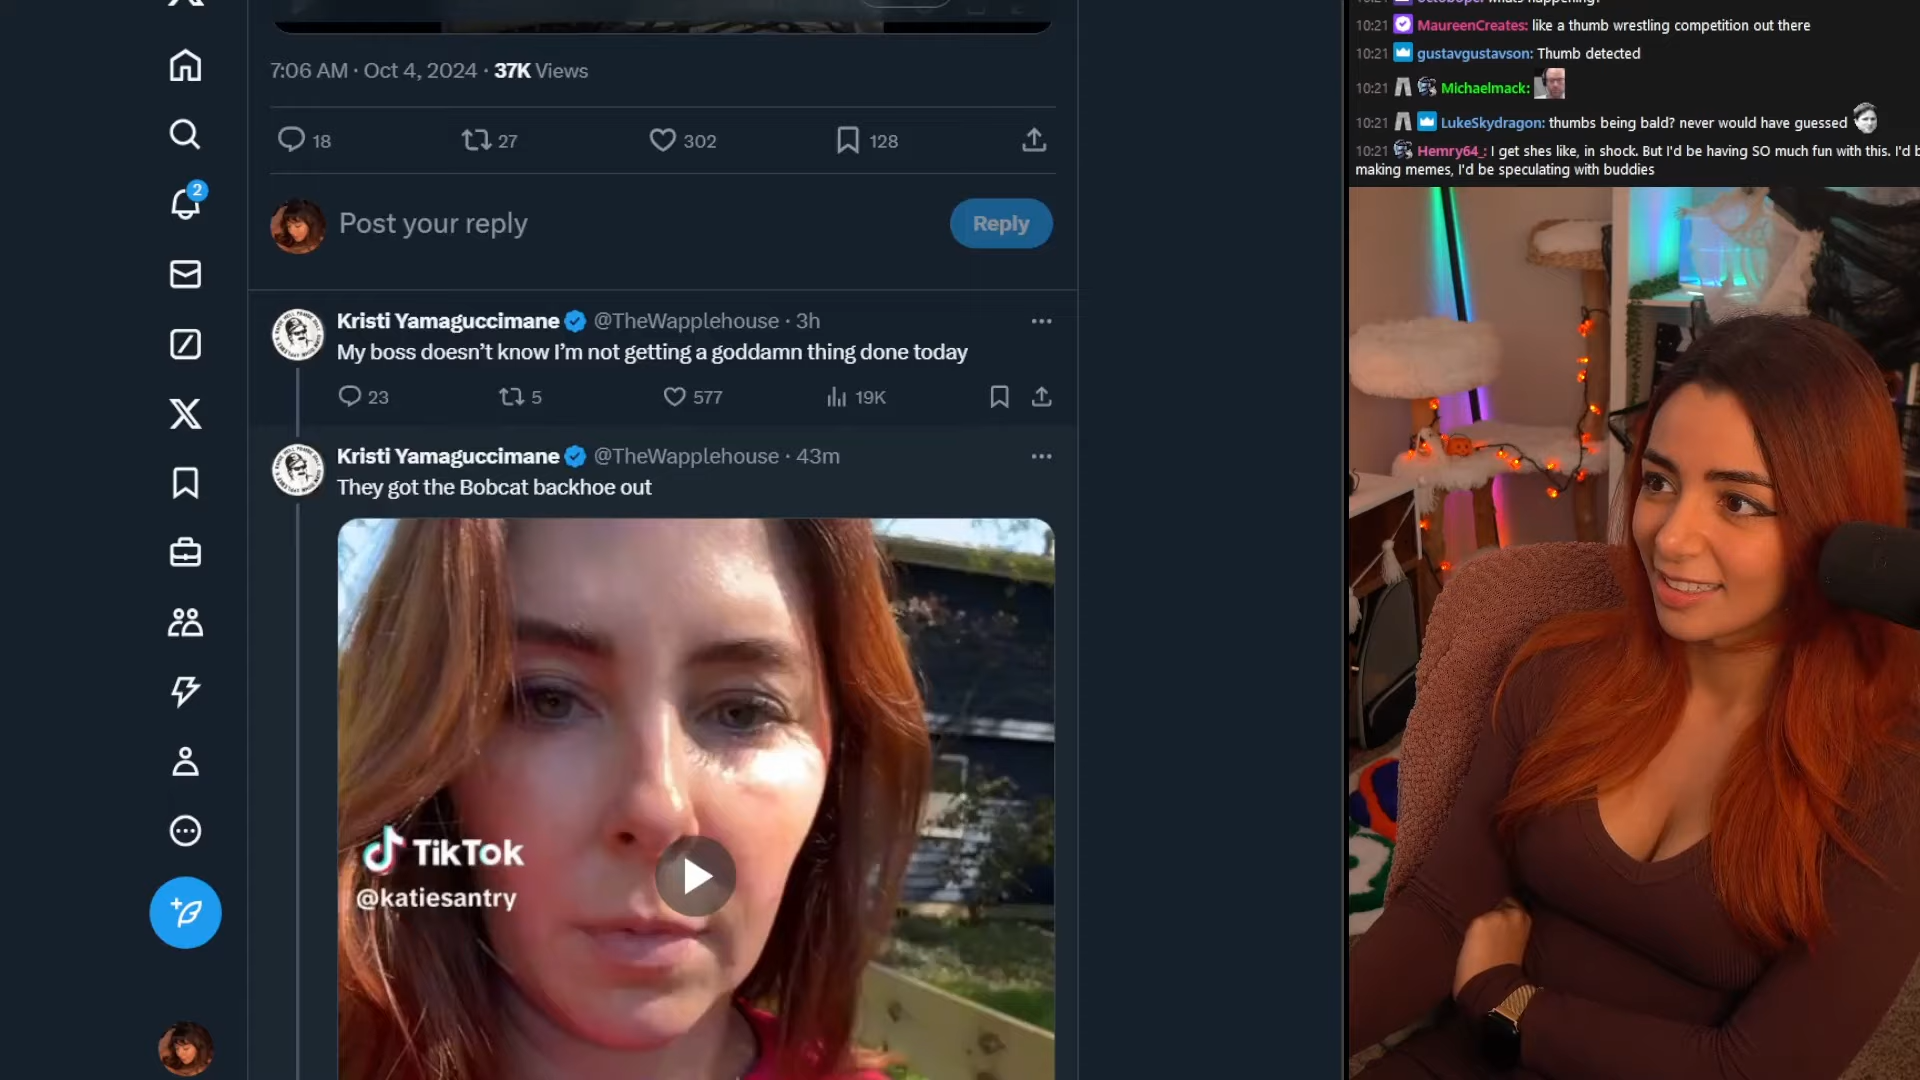 7:06 AM · Oct 4, 2024 · 37K Views
18 27 302 128
Post your reply
Reply
2
Kristi Yamaguccimane @TheWapplehouse · 3h
My boss doesn’t know I’m not getting a goddamn thing done today
23 5 577 19K
Kristi Yamaguccimane @TheWapplehouse · 43m
They got the Bobcat backhoe out
TikTok
@katiesantry
10:21 MaureenCreates: like a thumb wrestling competition out there
10:21 gustavgustavson: Thumb detected
10:21 Michaelmack:
10:21 LukeSkydragon: thumbs being bald? never would have guessed
10:21 Hemry64_: I get shes like, in shock. But I'd be having SO much fun with this. I'd
making memes, I'd be speculating with buddies